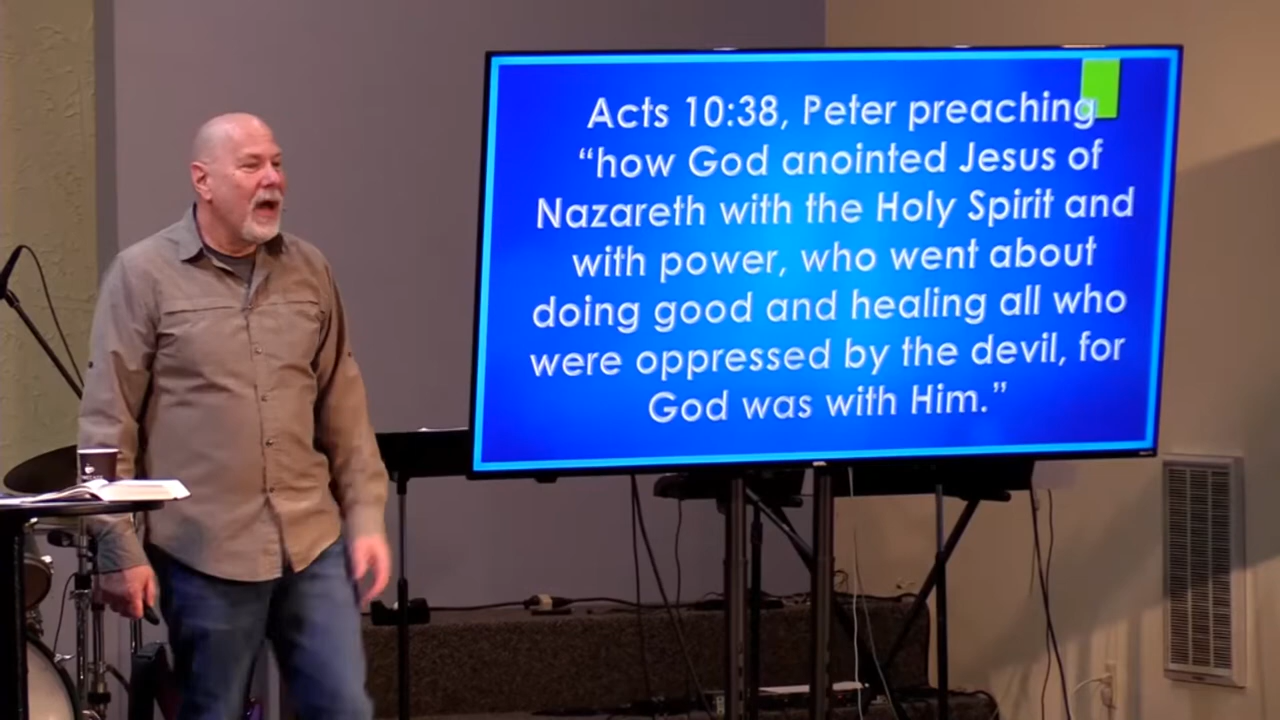 Acts 10:38, Peter preaching
“how God anointed Jesus of
Nazareth with the Holy Spirit and
with power, who went about
doing good and healing all who
were oppressed by the devil, for
God was with Him.”